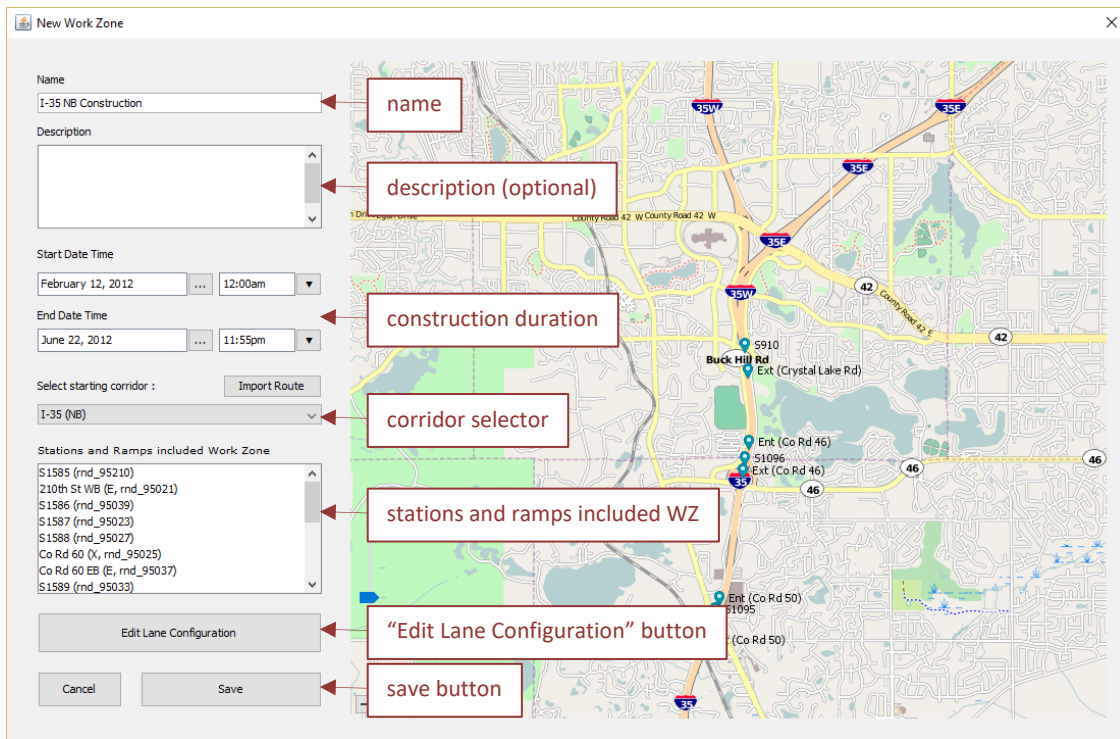 New Work Zone
Name
I-35 NB Construction
name
Description
description (optional)
Start Date Time
February 12, 2012 ... 12:00am
End Date Time
June 22, 2012 ... 11:55pm
construction duration
Select starting corridor :
Import Route
I-35 (NB)
corridor selector
Stations and Ramps included Work Zone
S1585 (rnd_95210)
210th St WB (E, rnd_95021)
S1586 (rnd_95039)
S1587 (rnd_95023)
S1588 (rnd_95027)
Co Rd 60 (X, rnd_95025)
Co Rd 60 EB (E, rnd_95037)
S1589 (rnd_95033)
stations and ramps included WZ
Edit Lane Configuration
“Edit Lane Configuration” button
Cancel
Save
save button
35W
35E
35E
County Road 42 W
County Road 42 W
35E
35W
42
County Road 42 E
42
S910
Buck Hill Rd
Ext (Crystal Lake Rd)
Ent (Co Rd 46)
S1096
Ext (Co Rd 46)
35
46
46
46
Ent (Co Rd 50)
S1095
(Co Rd 50)
35